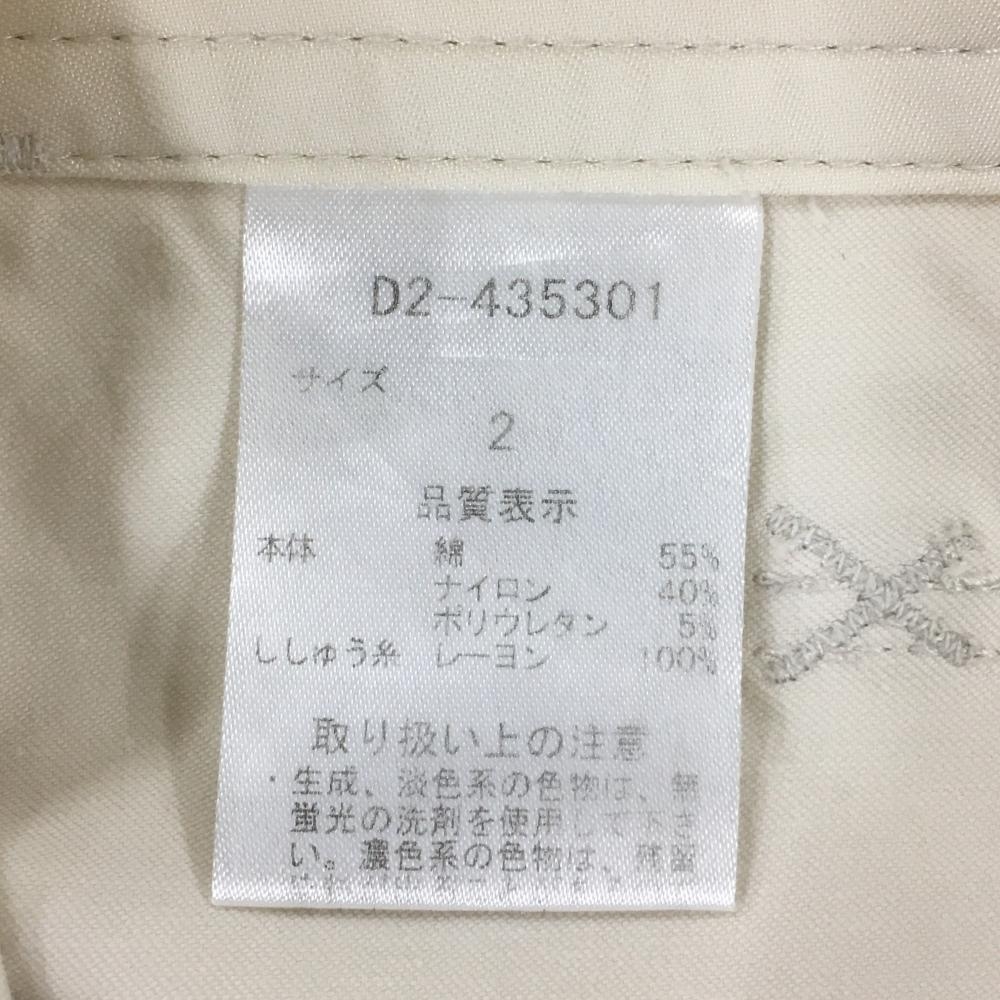 D2-435301
サイズ
2
品質表示
本体 綿 55%
ナイロン 40%
ポリウレタン 5%
ししゅう糸 レーヨン 100%
取り扱い上の注意
・生成、淡色系の色物は、無
蛍光の洗剤を使用して下さ
い。濃色系の色物は、残留